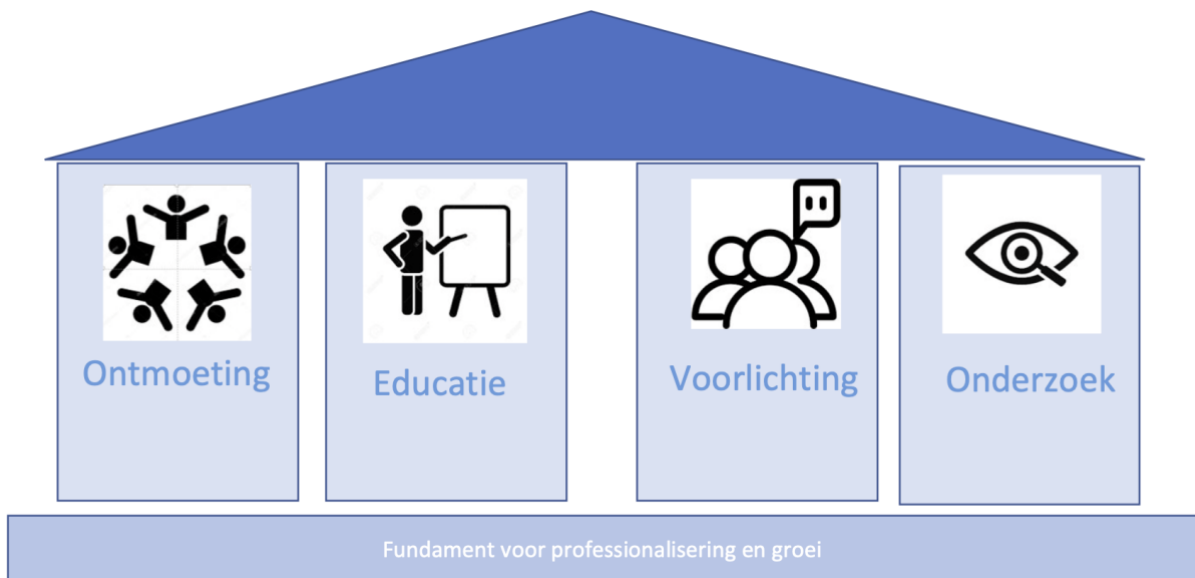 Ontmoeting
Educatie
Voorlichting
Onderzoek
Fundament voor professionalisering en groei